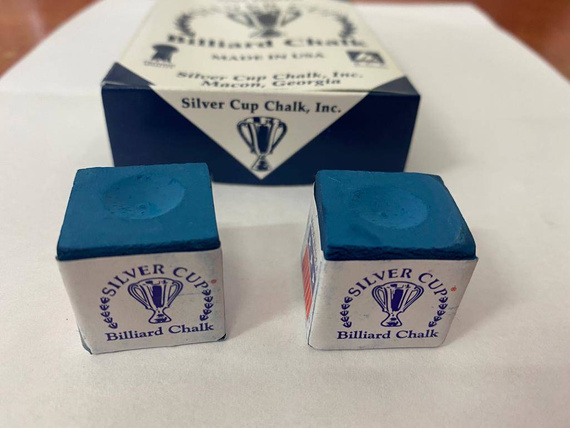 Billiard Chalk
MADE IN USA
Silver Cup Chalk, Inc.
Macon, Georgia
Silver Cup Chalk, Inc.
SILVER CUP
Billiard Chalk
SILVER CUP
Billiard Chalk